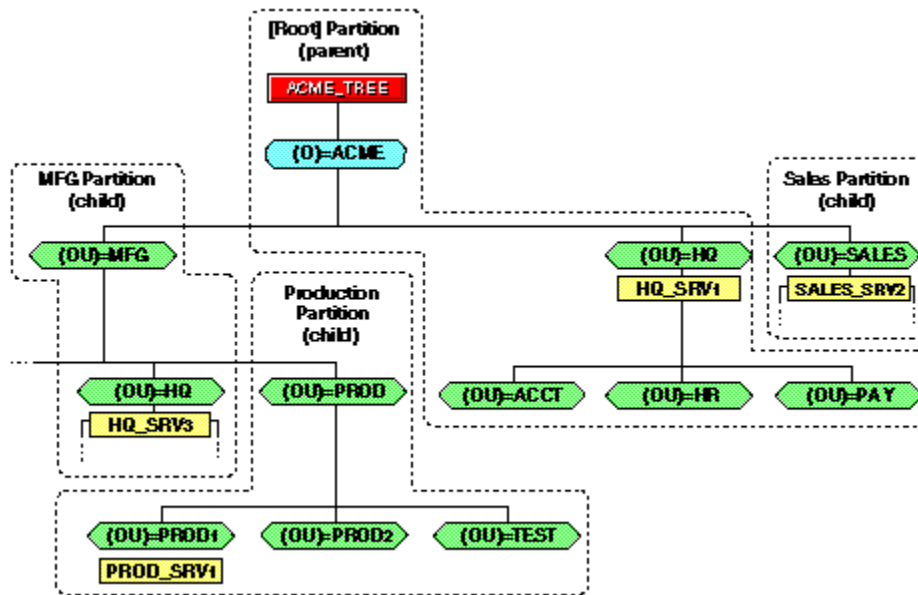 [Root] Partition
(parent)
ACME_TREE
(O)=ACME
MFG Partition
(child)
Sales Partition
(child)
(OU)=MFG
(OU)=HQ
(OU)=SALES
HQ_SRV1
SALES_SRV2
Production
Partition
(child)
(OU)=HQ
(OU)=PROD
(OU)=ACCT
(OU)=HR
(OU)=PAY
HQ_SRV3
(OU)=PROD1
(OU)=PROD2
(OU)=TEST
PROD_SRV1